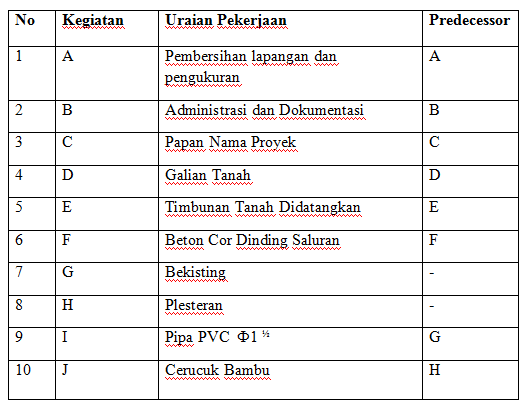 No Kegiatan Uraian Pekerjaan Predecessor
1 A Pembersihan lapangan dan A
pengukuran
2 B Administrasi dan Dokumentasi B
3 C Papan Nama Proyek C
4 D Galian Tanah D
5 E Timbunan Tanah Didatangkan E
6 F Beton Cor Dinding Saluran F
7 G Bekisting -
8 H Plesteran -
9 I Pipa PVC Φ1 ½ G
10 J Cerucuk Bambu H